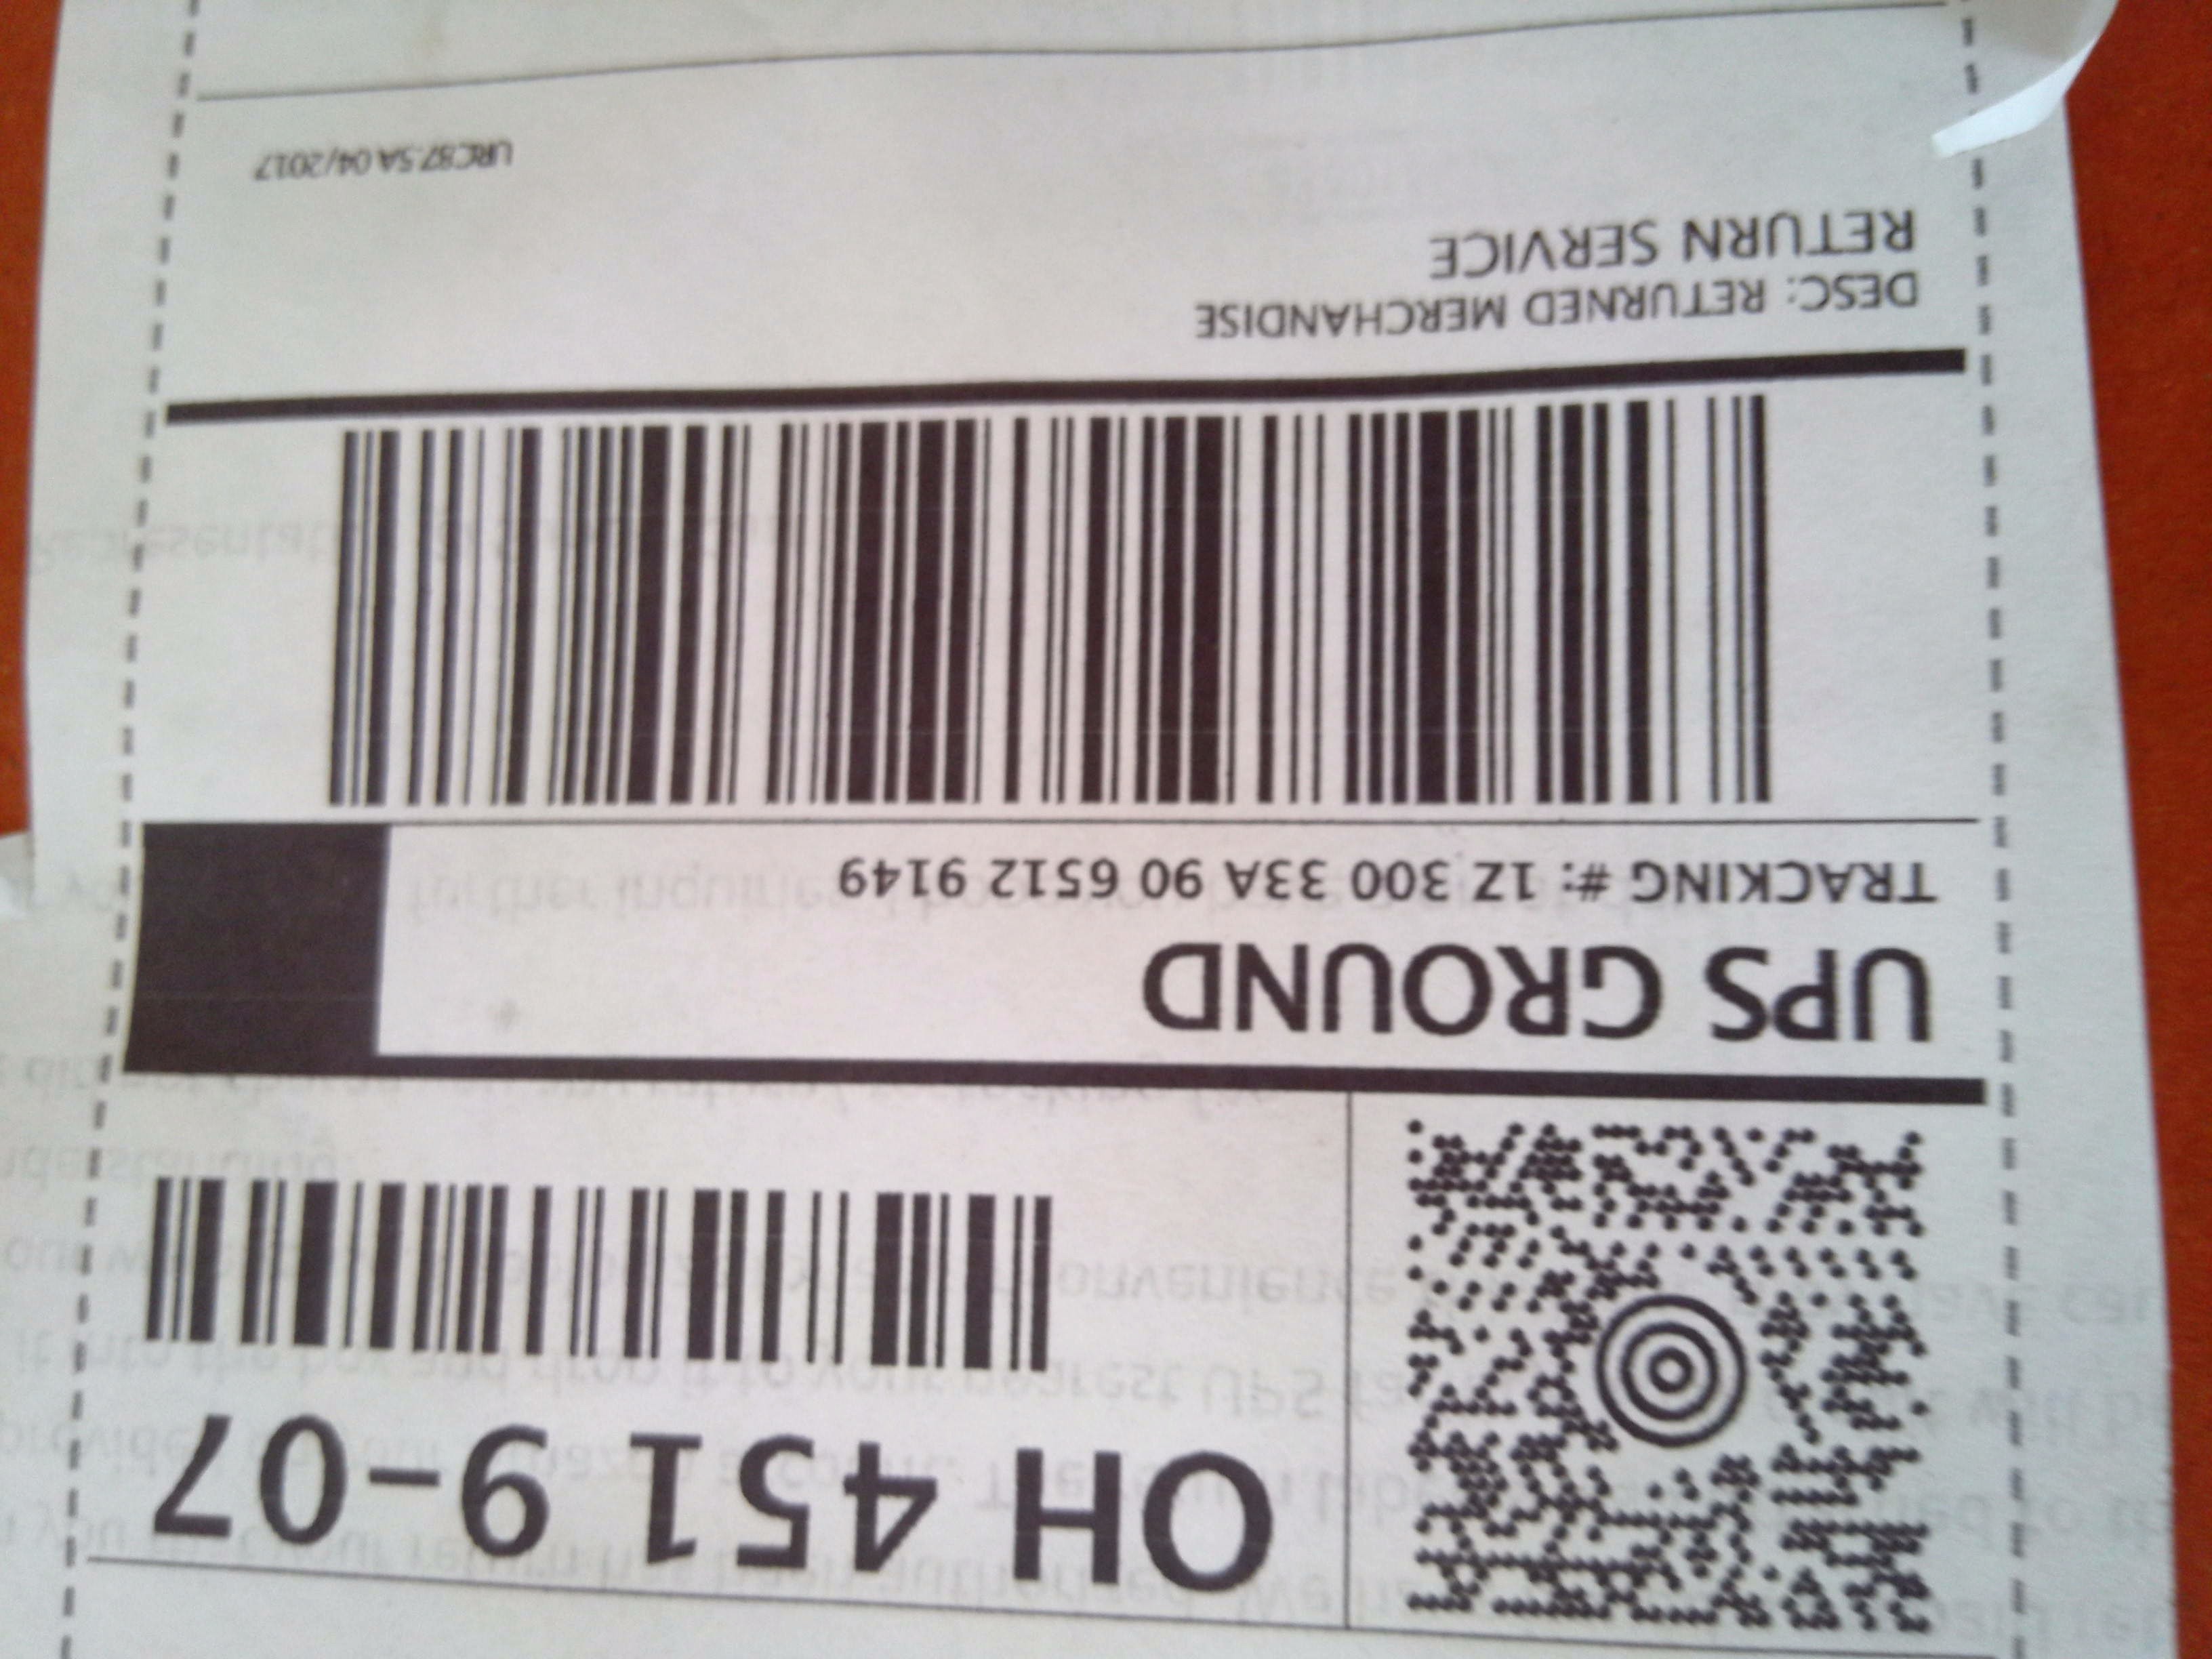 OH 451 9-07
UPS GROUND
TRACKING #: 1Z 300 33A 90 6512 9149
DESC: RETURNED MERCHANDISE
RETURN SERVICE
URC87.5A 04/2017